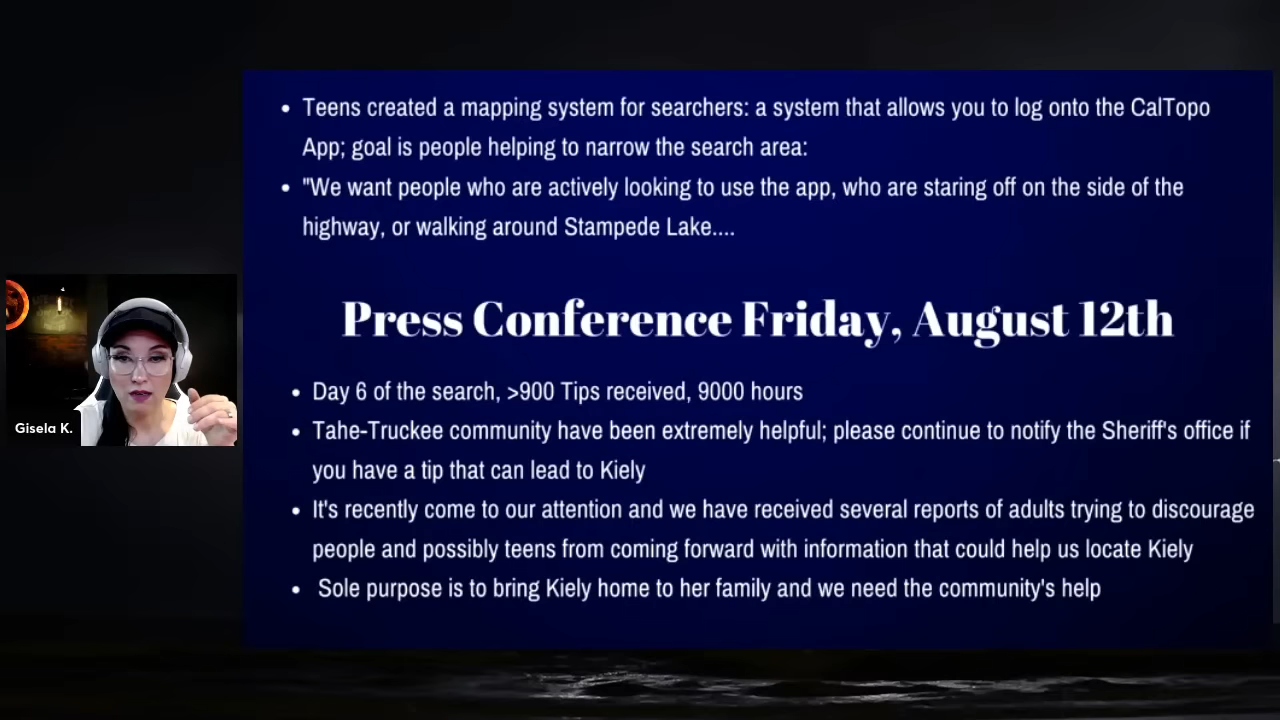 • Teens created a mapping system for searchers: a system that allows you to log onto the CalTopo
App; goal is people helping to narrow the search area:
• "We want people who are actively looking to use the app, who are staring off on the side of the
highway, or walking around Stampede Lake....
Press Conference Friday, August 12th
• Day 6 of the search, >900 Tips received, 9000 hours
• Tahe-Truckee community have been extremely helpful; please continue to notify the Sheriff's office if
you have a tip that can lead to Kiely
• It's recently come to our attention and we have received several reports of adults trying to discourage
people and possibly teens from coming forward with information that could help us locate Kiely
• Sole purpose is to bring Kiely home to her family and we need the community's help
Gisela K.